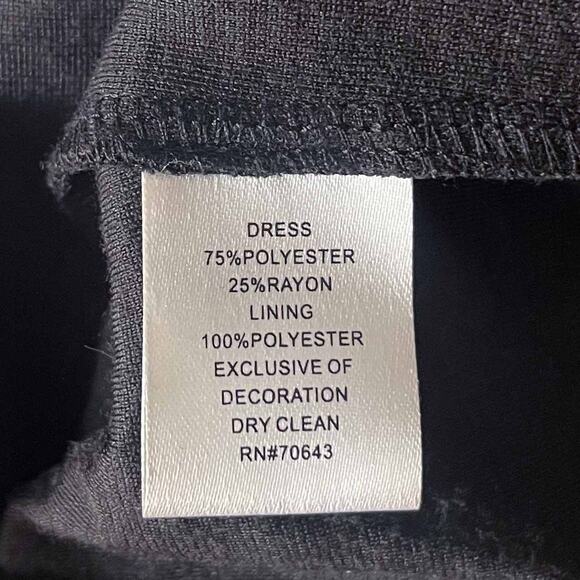 DRESS
75%POLYESTER
25%RAYON
LINING
100%POLYESTER
EXCLUSIVE OF
DECORATION
DRY CLEAN
RN#70643